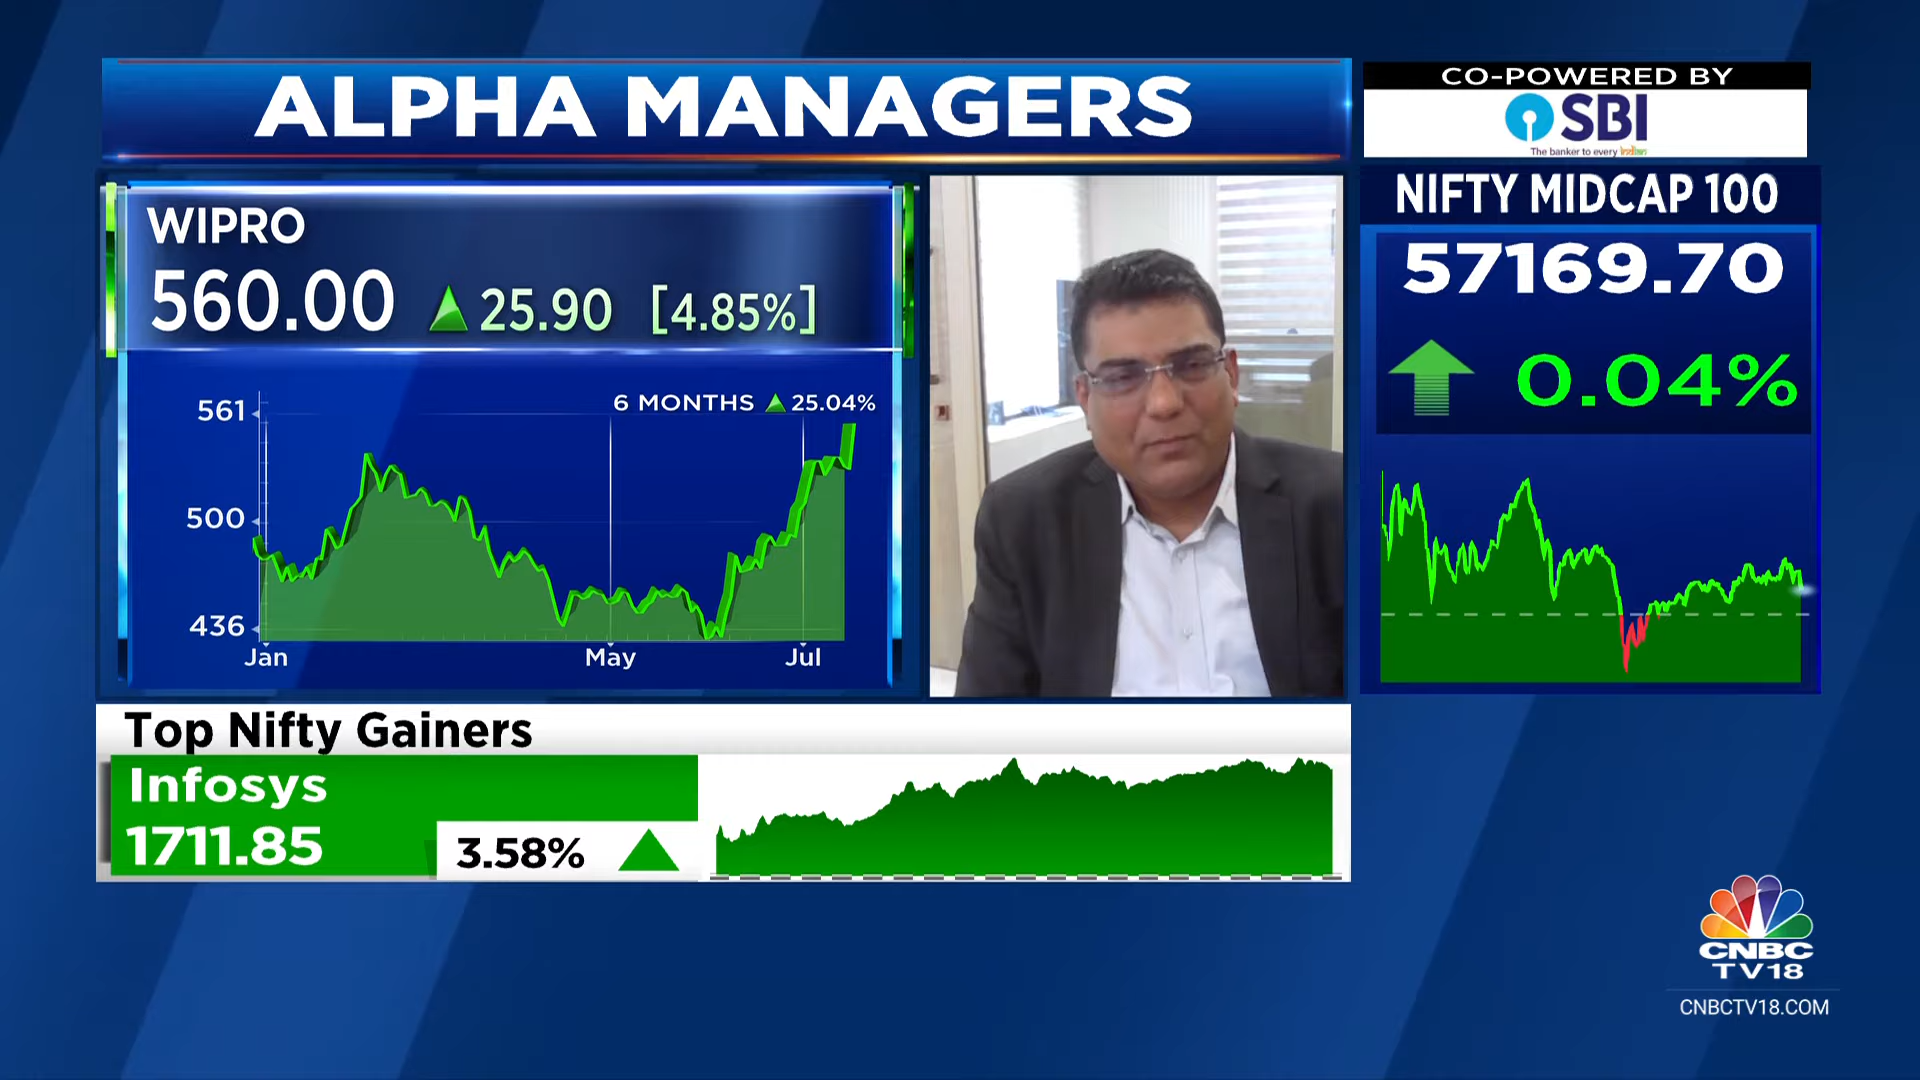 ALPHA MANAGERS
CO-POWERED BY
SBI
The banker to every Indian
WIPRO
560.00 ▲ 25.90 [4.85%]
6 MONTHS ▲ 25.04%
561
500
436
Jan May Jul
NIFTY MIDCAP 100
57169.70
0.04%
Top Nifty Gainers
Infosys
1711.85
3.58%
CNBC
TV18
CNBCTV18.COM